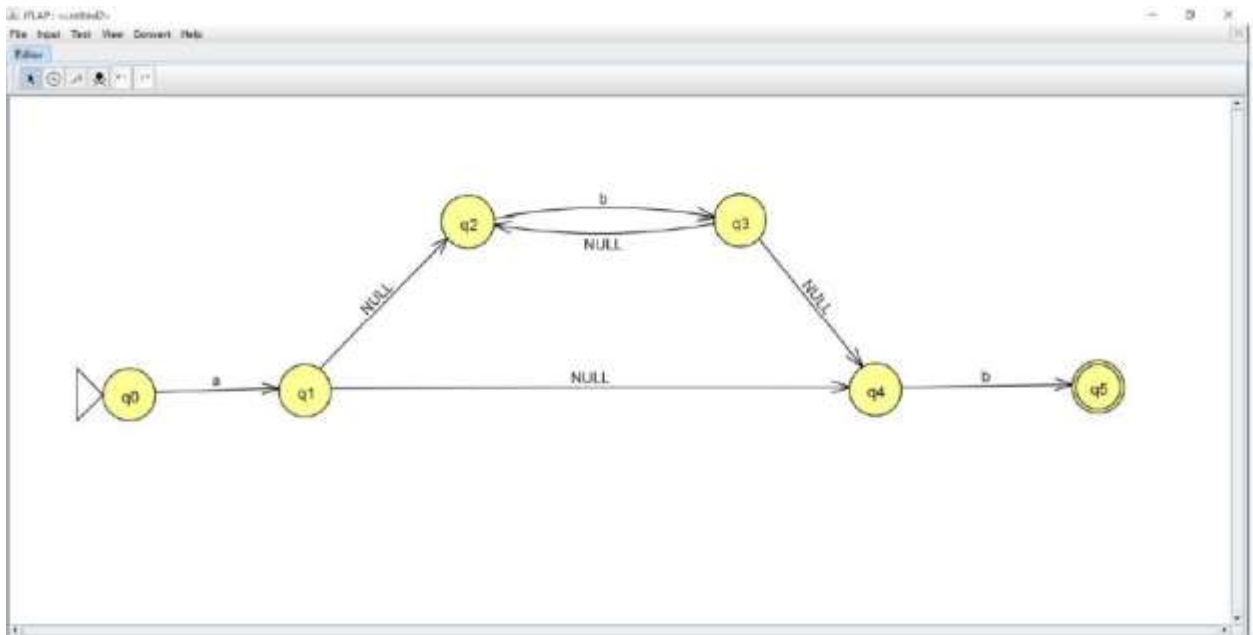 File Input Test View Convert Help
Editor
b
q2
q3
NULL
NULL
NULL
a
NULL
b
q0
q1
q4
q5